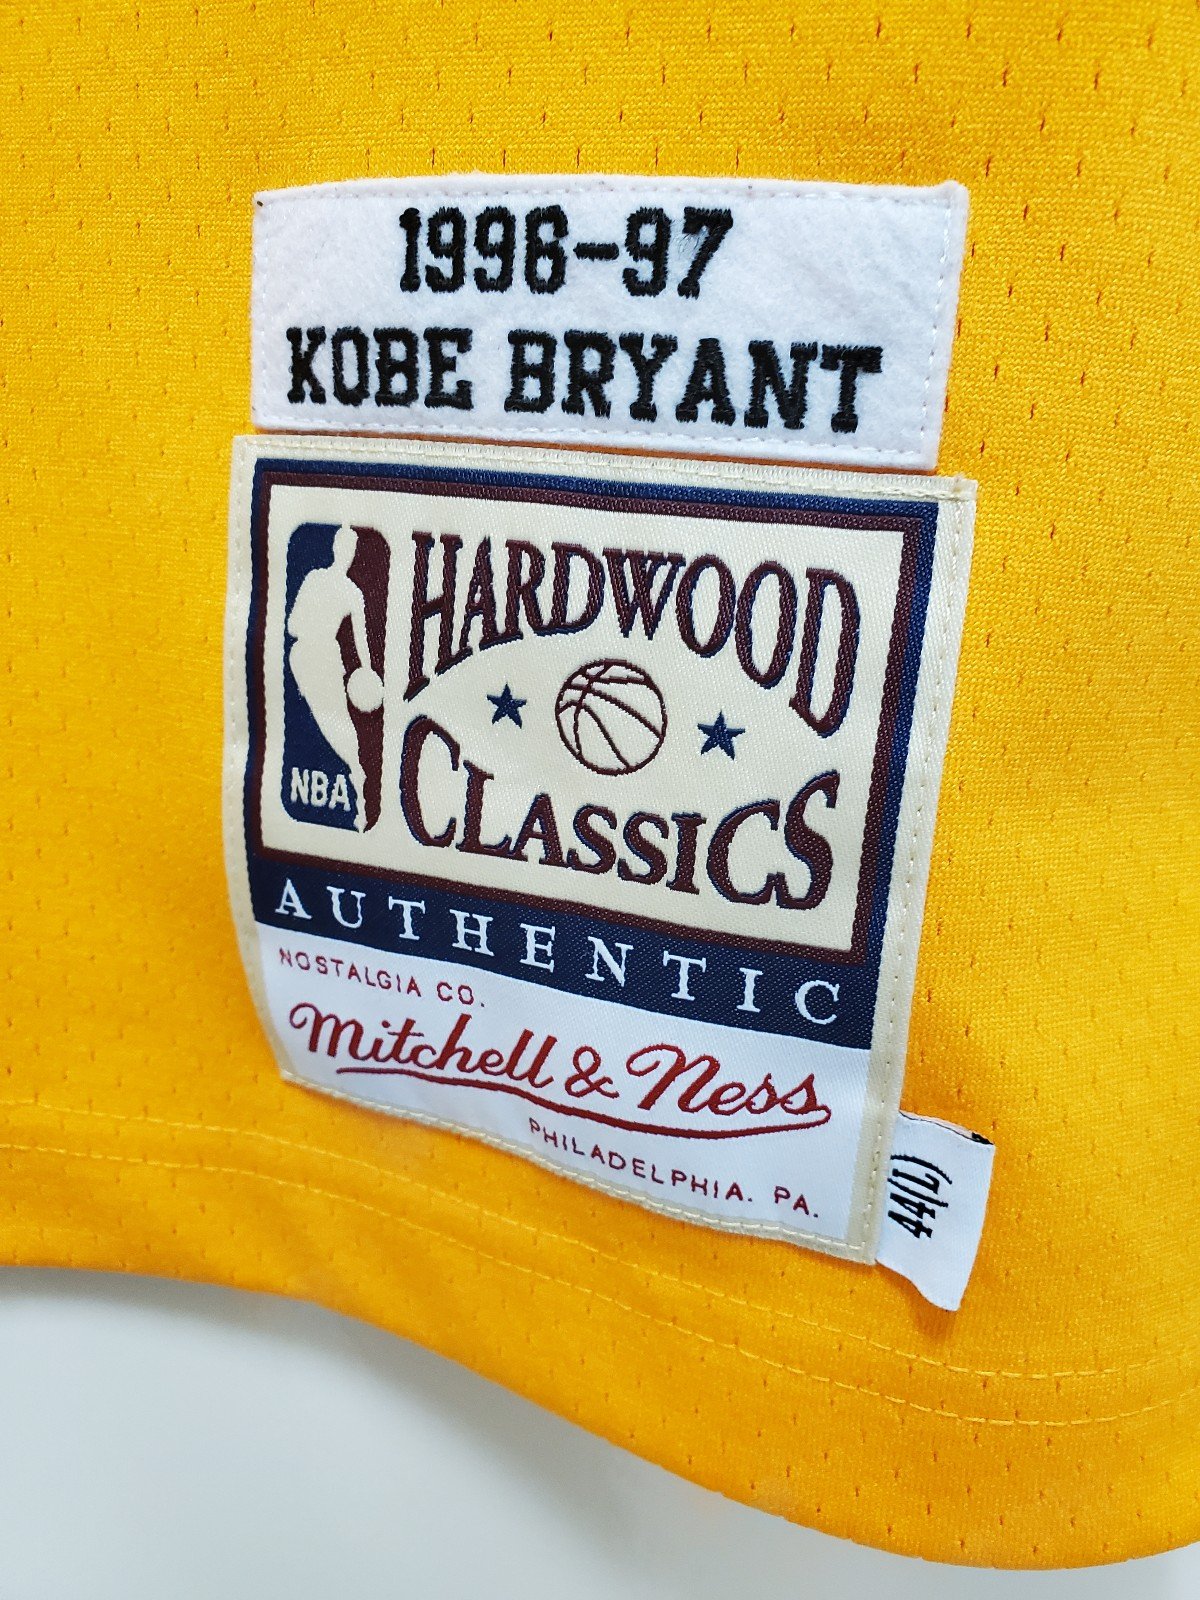 1996-97
KOBE BRYANT
HARDWOOD
CLASSICS
NBA
AUTHENTIC
NOSTALGIA CO.
Mitchell & Ness
PHILADELPHIA. PA.
44(L)